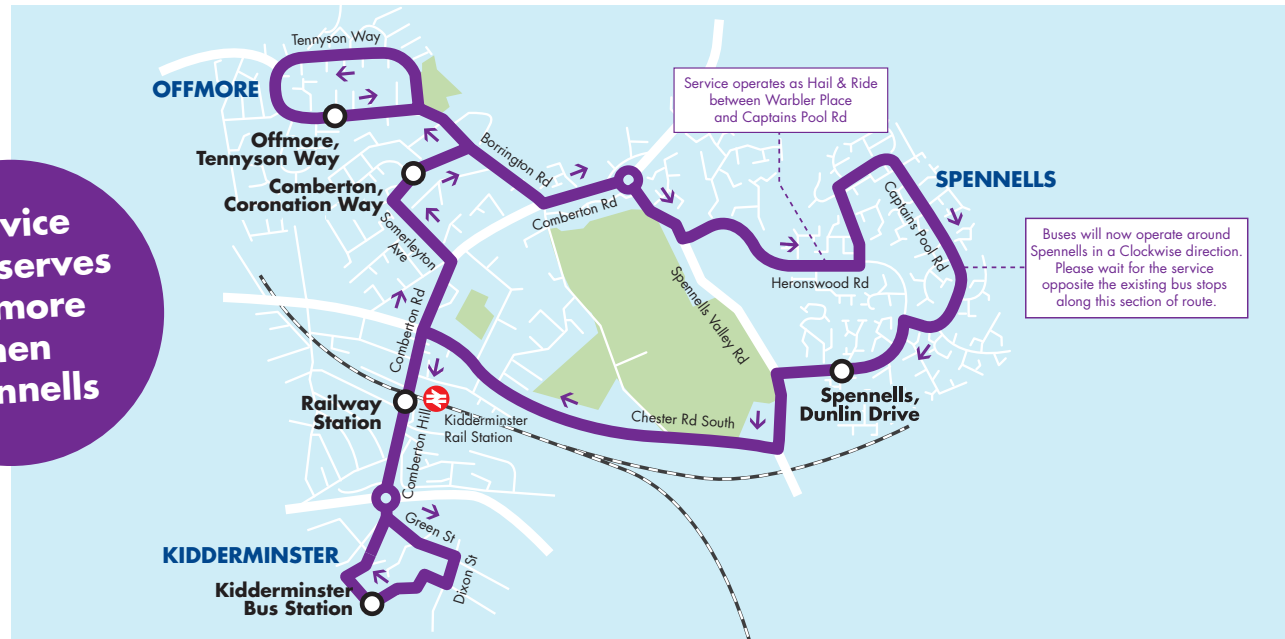 Tennyson Way
OFFMORE
Offmore,
Tennyson Way
Comberton,
Coronation Way
Borrington Rd
Comberton Rd
Somerleyton
Ave
Service operates as Hail & Ride
between Warbler Place
and Captains Pool Rd
SPENNELLS
Captains Pool Rd
Buses will now operate around
Spennells in a Clockwise direction.
Please wait for the service
opposite the existing bus stops
along this section of route.
Heronswood Rd
Spennells Valley Rd
vice
serves
more
nnells
Comberton Rd
Railway
Station
Kidderminster
Rail Station
Chester Rd South
Spennells,
Dunlin Drive
Comberton Hill
Green St
Dixon St
KIDDERMINSTER
Kidderminster
Bus Station